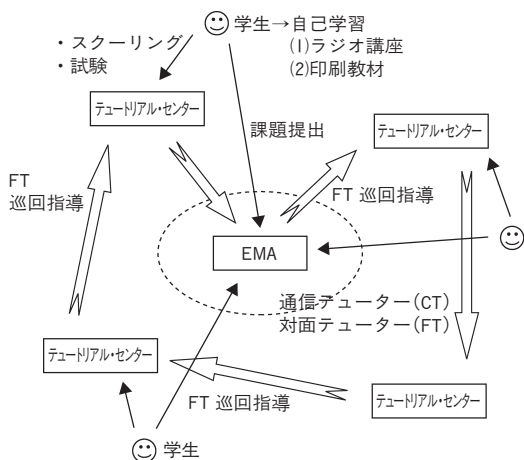 学生→自己学習
(1)ラジオ講座
(2)印刷教材
・スクーリング
・試験
テュートリアル・センター
課題提出
テュートリアル・センター
FT
巡回指導
FT 巡回指導
EMA
通信テューター(CT)
対面テューター(FT)
テュートリアル・センター
FT 巡回指導
テュートリアル・センター
学生